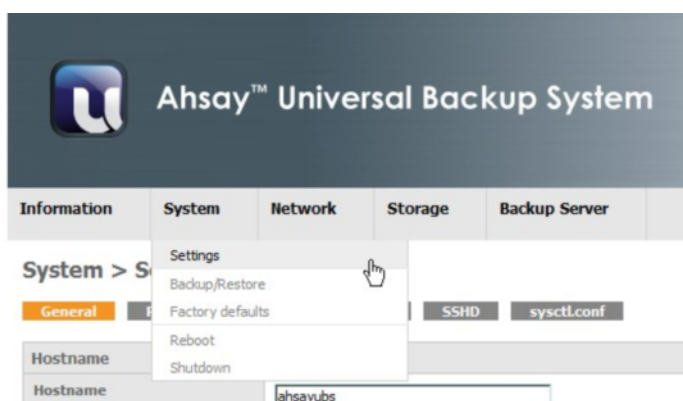 Ahsay™ Universal Backup System
Information System Network Storage Backup Server
Settings
System > S
Backup/Restore
General Factory defaults SSHD sysctl.conf
Reboot
Hostname
Shutdown
Hostname ahsayubs